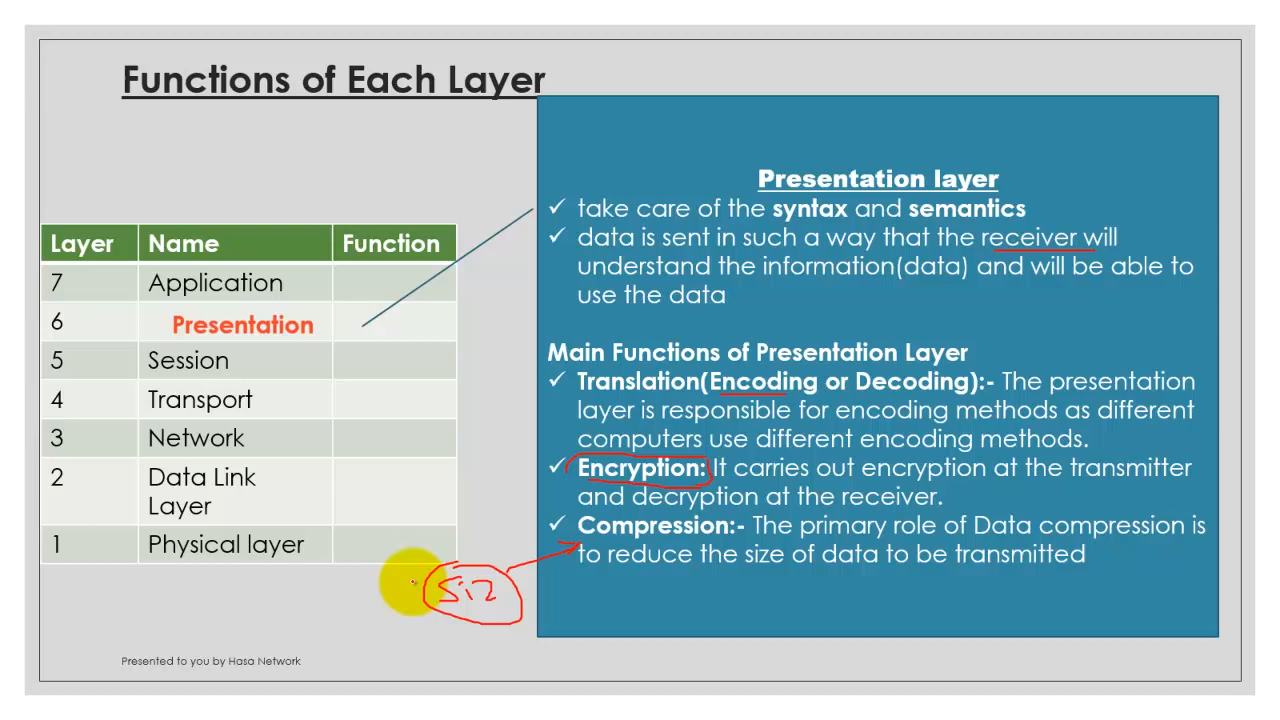 Functions of Each Layer
Layer Name Function
7 Application
6 Presentation
5 Session
4 Transport
3 Network
2 Data Link
Layer
1 Physical layer
Presentation layer
✓ take care of the syntax and semantics
✓ data is sent in such a way that the receiver will
understand the information(data) and will be able to
use the data
Main Functions of Presentation Layer
✓ Translation(Encoding or Decoding):- The presentation
layer is responsible for encoding methods as different
computers use different encoding methods.
✓ Encryption: It carries out encryption at the transmitter
and decryption at the receiver.
✓ Compression:- The primary role of Data compression is
to reduce the size of data to be transmitted
Siz
Presented to you by Hasa Network